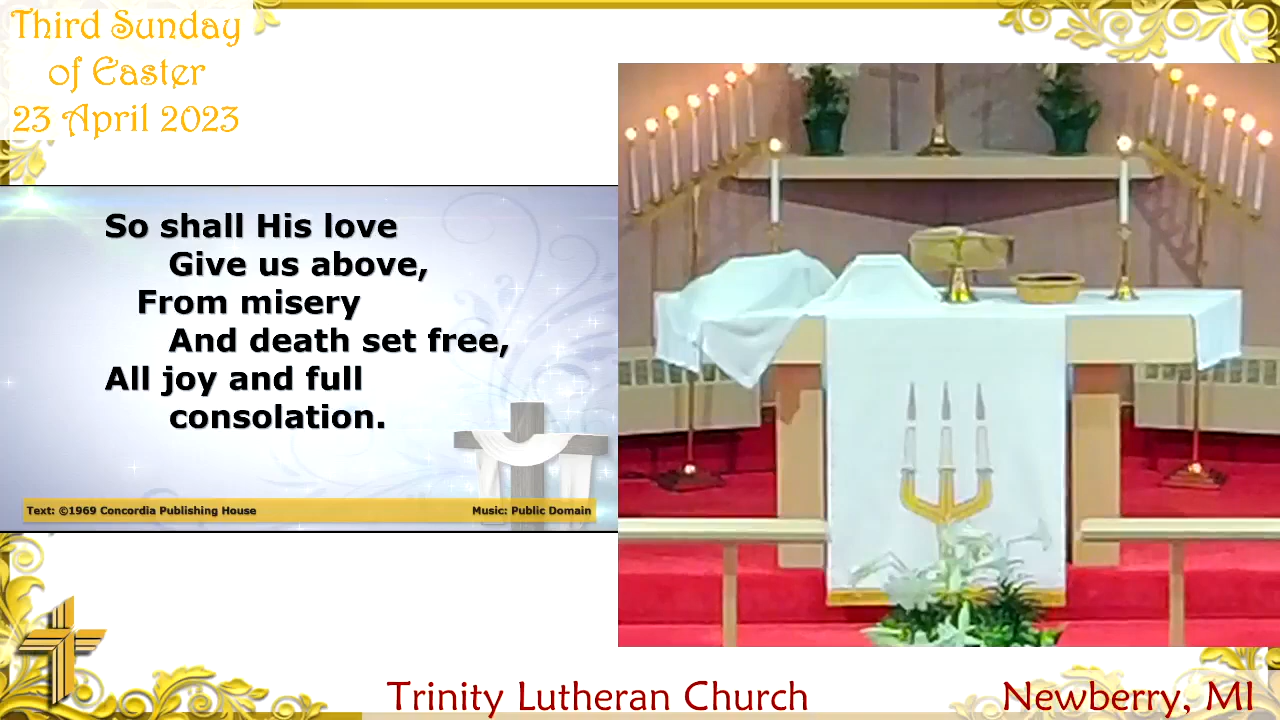 Third Sunday
of Easter
23 April 2023
So shall His love
Give us above,
From misery
And death set free,
All joy and full
consolation.
Text: ©1969 Concordia Publishing House
Music: Public Domain
Trinity Lutheran Church
Newberry, MI